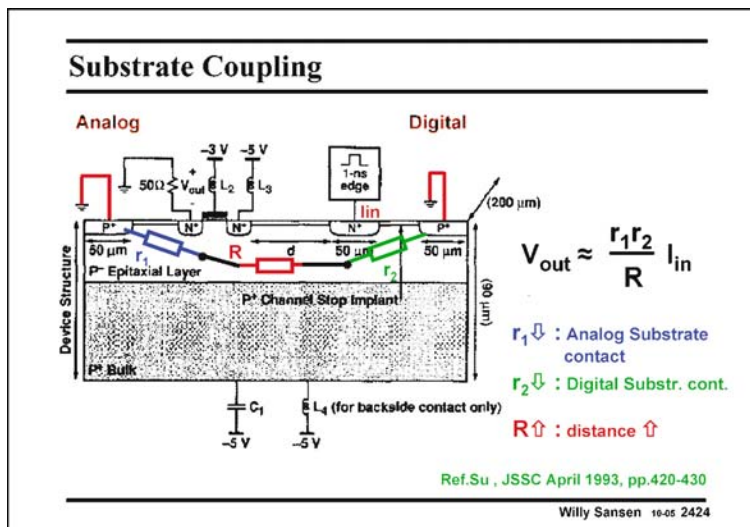 Substrate Coupling
Analog
Digital
–3 V
–5 V
50Ω
+
Vout
-
L2
L3
1-ns
edge
Iin
(200 μm)
P+
N+
N+
N+
P+
50 μm
r1
R
d
50 μm
r2
50 μm
P– Epitaxial Layer
P+ Channel Stop Implant
Device Structure
(90 μm)
P+ Bulk
C1
L4 (for backside contact only)
–5 V
–5 V
Vout ≈ r1r2 / R Iin
r1⇩ : Analog Substrate
contact
r2⇩ : Digital Substr. cont.
R⇧ : distance ⇧
Ref.Su , JSSC April 1993, pp.420-430
Willy Sansen 10-05 2424